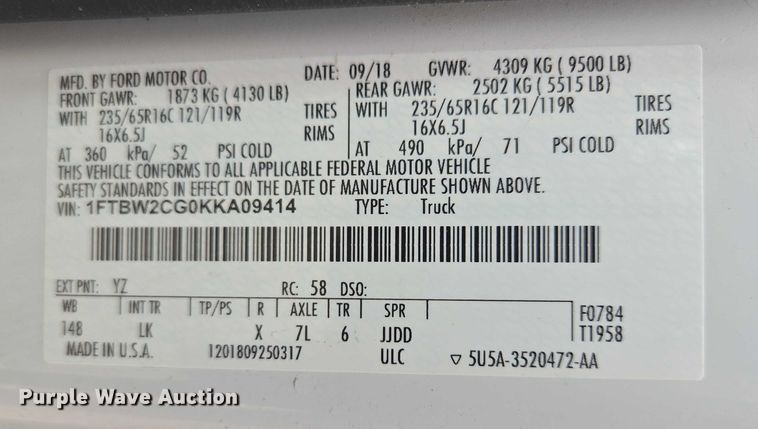 MFD. BY FORD MOTOR CO. DATE: 09/18 GVWR: 4309 KG ( 9500 LB)
FRONT GAWR: 1873 KG ( 4130 LB) REAR GAWR: 2502 KG ( 5515 LB)
WITH 235/65R16C 121/119R TIRES WITH 235/65R16C 121/119R TIRES
16X6.5J RIMS 16X6.5J RIMS
AT 360 kPa/ 52 PSI COLD AT 490 kPa/ 71 PSI COLD
THIS VEHICLE CONFORMS TO ALL APPLICABLE FEDERAL MOTOR VEHICLE
SAFETY STANDARDS IN EFFECT ON THE DATE OF MANUFACTURE SHOWN ABOVE.
VIN: 1FTBW2CG0KKA09414 TYPE: Truck
EXT PNT: YZ RC: 58 DSO:
WB INT TR TP/PS R AXLE TR SPR F0784
148 LK X 7L 6 JJDD T1958
MADE IN U.S.A. 1201809250317 ULC ▽ 5U5A-3520472-AA
Purple Wave Auction